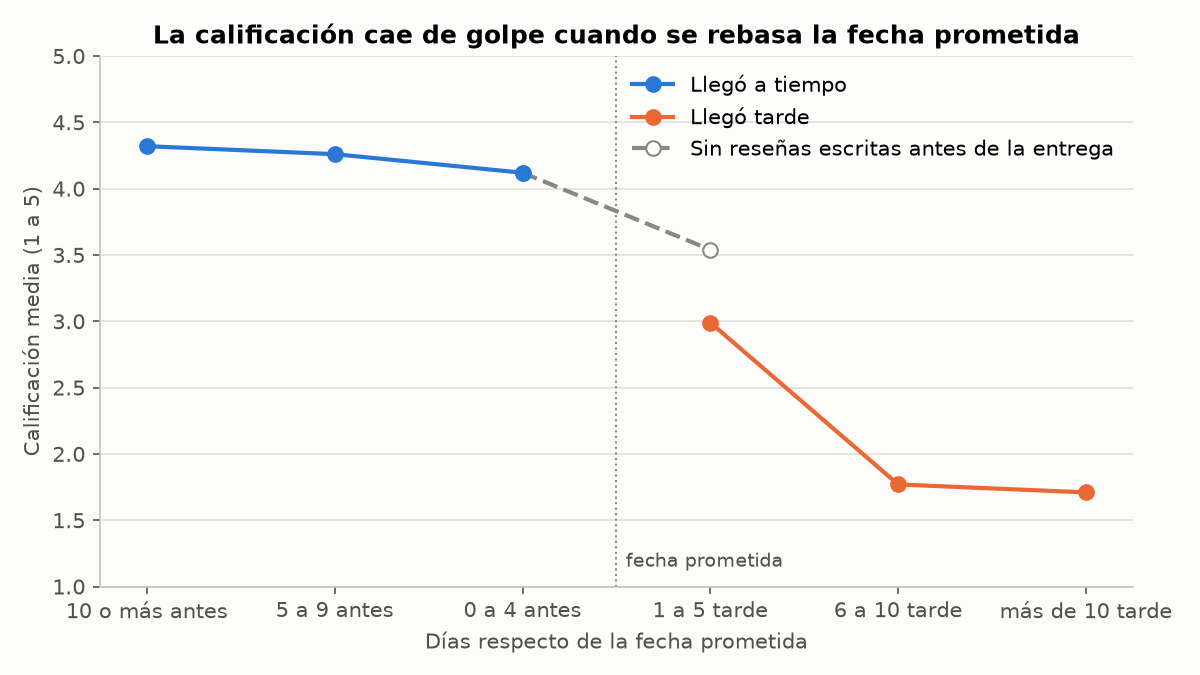 La calificación cae de golpe cuando se rebasa la fecha prometida
Llegó a tiempo
Llegó tarde
Sin reseñas escritas antes de la entrega
Calificación media (1 a 5)
5.0
4.5
4.0
3.5
3.0
2.5
2.0
1.5
1.0
fecha prometida
10 o más antes
5 a 9 antes
0 a 4 antes
1 a 5 tarde
6 a 10 tarde
más de 10 tarde
Días respecto de la fecha prometida